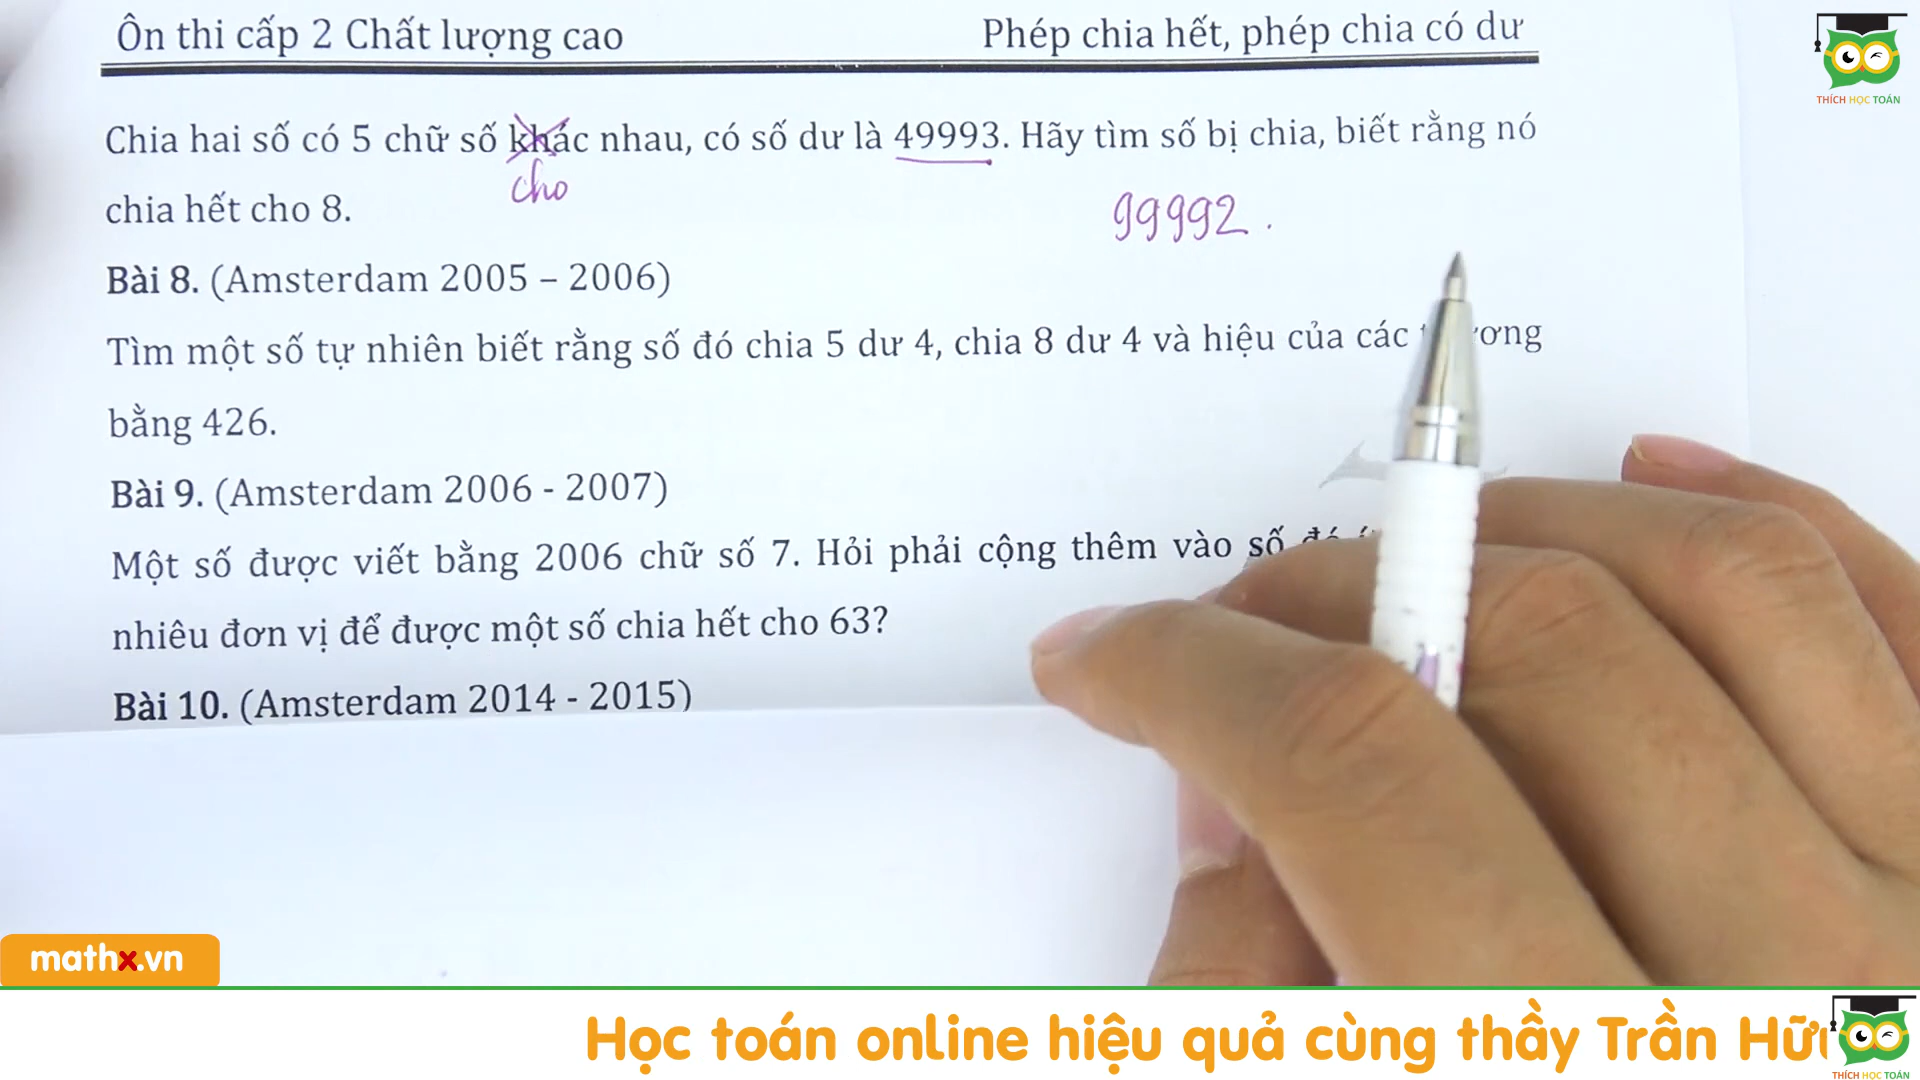 Ôn thi cấp 2 Chất lượng cao Phép chia hết, phép chia có dư
THÍCH HỌC TOÁN
Chia hai số có 5 chữ số khác nhau, có số dư là 49993. Hãy tìm số bị chia, biết rằng nó
cho
chia hết cho 8.
99992.
Bài 8. (Amsterdam 2005 – 2006)
Tìm một số tự nhiên biết rằng số đó chia 5 dư 4, chia 8 dư 4 và hiệu của các
bằng 426.
Bài 9. (Amsterdam 2006 - 2007)
Một số được viết bằng 2006 chữ số 7. Hỏi phải cộng thêm vào số
nhiêu đơn vị để được một số chia hết cho 63?
Bài 10. (Amsterdam 2014 - 2015)
mathx.vn
Học toán online hiệu quả cùng thầy Trần
THÍCH HỌC TOÁN